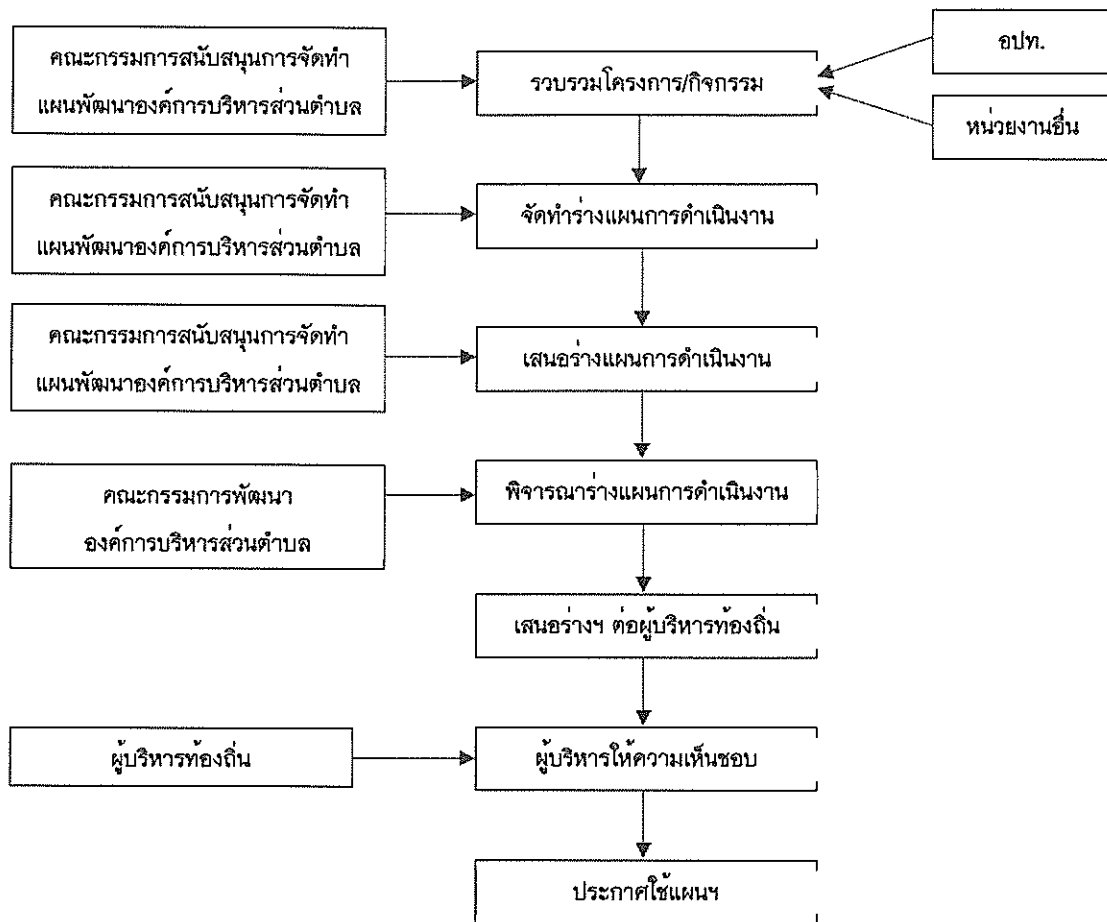 คณะกรรมการสนับสนุนการจัดทำ
แผนพัฒนาองค์การบริหารส่วนตำบล
รวบรวมโครงการ/กิจกรรม
อปท.
หน่วยงานอื่น
คณะกรรมการสนับสนุนการจัดทำ
แผนพัฒนาองค์การบริหารส่วนตำบล
จัดทำร่างแผนการดำเนินงาน
คณะกรรมการสนับสนุนการจัดทำ
แผนพัฒนาองค์การบริหารส่วนตำบล
เสนอร่างแผนการดำเนินงาน
คณะกรรมการพัฒนา
องค์การบริหารส่วนตำบล
พิจารณาร่างแผนการดำเนินงาน
เสนอร่างฯ ต่อผู้บริหารท้องถิ่น
ผู้บริหารท้องถิ่น
ผู้บริหารให้ความเห็นชอบ
ประกาศใช้แผนฯ